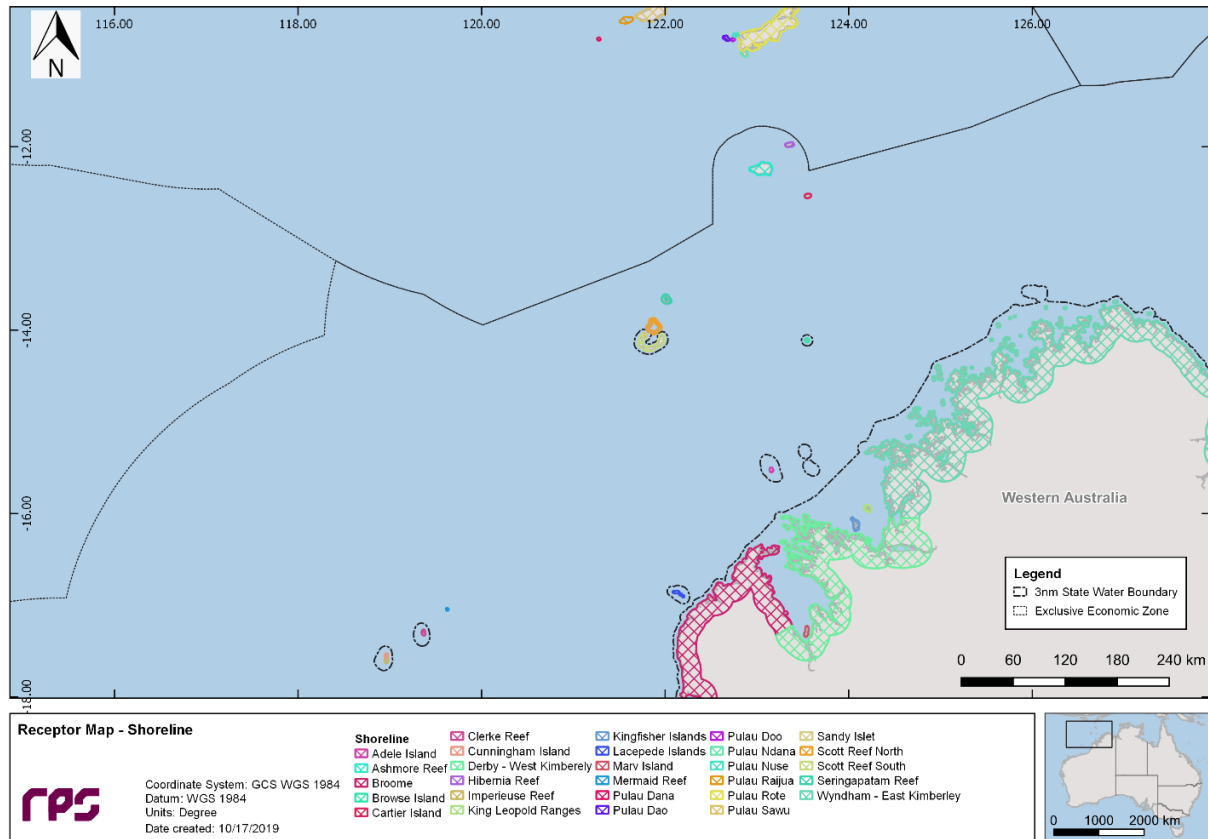 116.00 118.00 120.00 122.00 124.00 126.00
N
-12.00
-14.00
-16.00
-18.00
Western Australia
Legend
3nm State Water Boundary
Exclusive Economic Zone
0 60 120 180 240 km
Receptor Map - Shoreline
rps
Coordinate System: GCS WGS 1984
Datum: WGS 1984
Units: Degree
Date created: 10/17/2019
Shoreline
Adele Island
Ashmore Reef
Broome
Browse Island
Cartier Island
Clerke Reef
Cunningham Island
Derby - West Kimberely
Hibernia Reef
Imperieuse Reef
King Leopold Ranges
Kingfisher Islands
Lacepede Islands
Mary Island
Mermaid Reef
Pulau Dana
Pulau Dao
Pulau Doo
Pulau Ndana
Pulau Nuse
Pulau Raijua
Pulau Rote
Pulau Sawu
Sandy Islet
Scott Reef North
Scott Reef South
Seringapatam Reef
Wyndham - East Kimberley
0 1000 2000 km